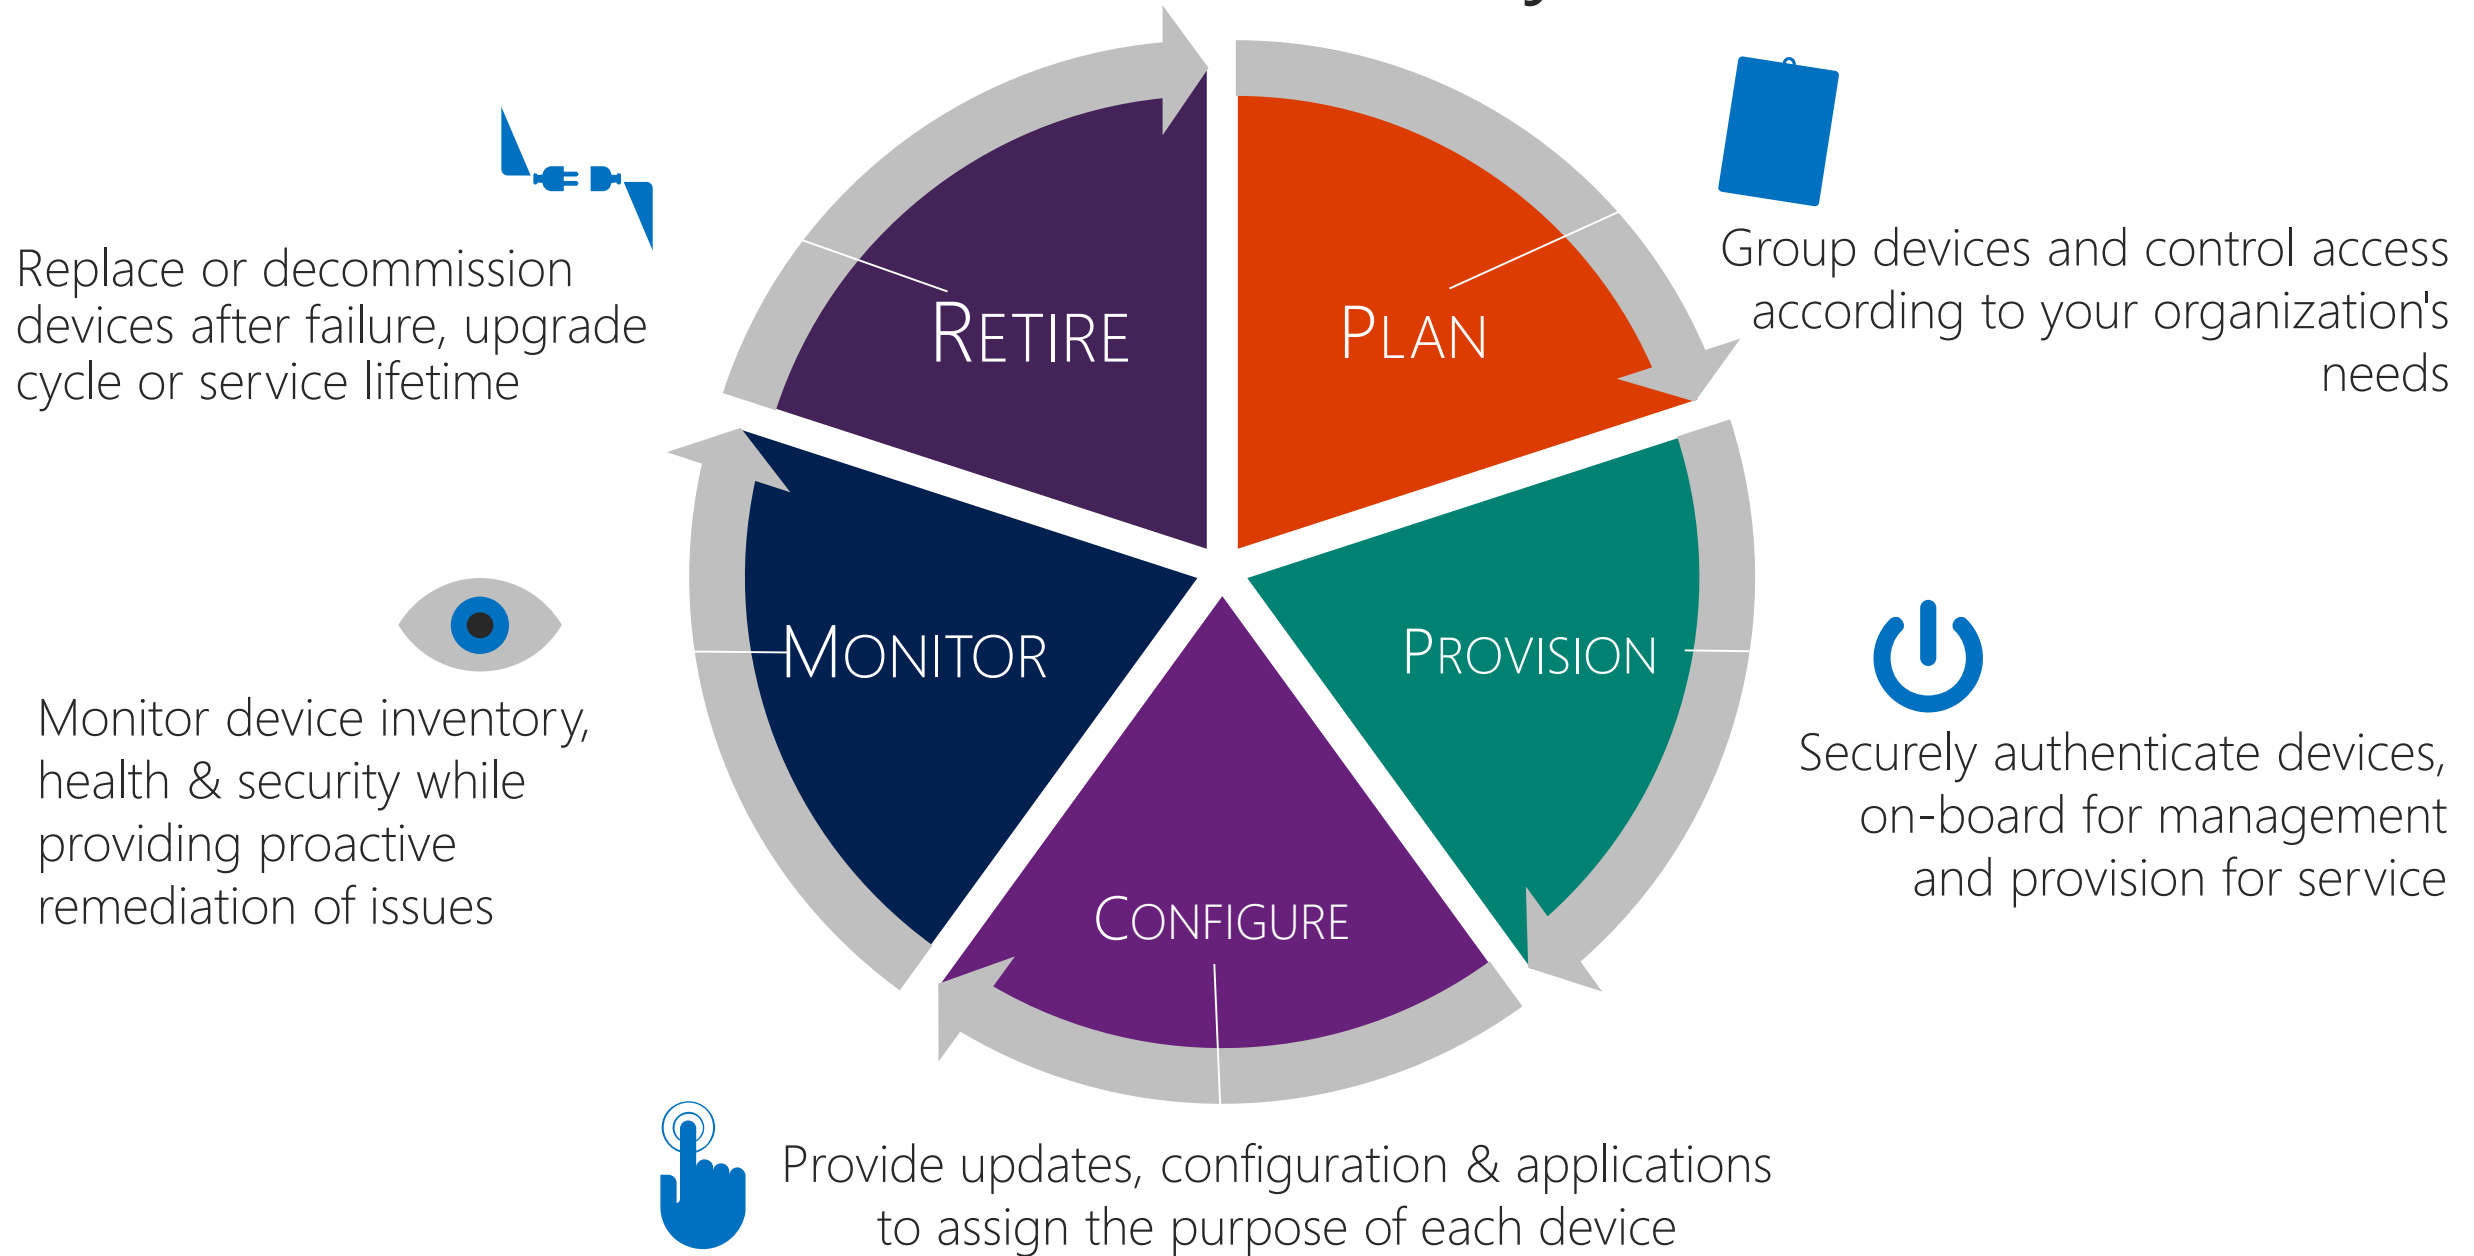 RETIRE
PLAN
PROVISION
CONFIGURE
MONITOR
Group devices and control access
according to your organization's
needs
Securely authenticate devices,
on-board for management
and provision for service
Provide updates, configuration & applications
to assign the purpose of each device
Monitor device inventory,
health & security while
providing proactive
remediation of issues
Replace or decommission
devices after failure, upgrade
cycle or service lifetime